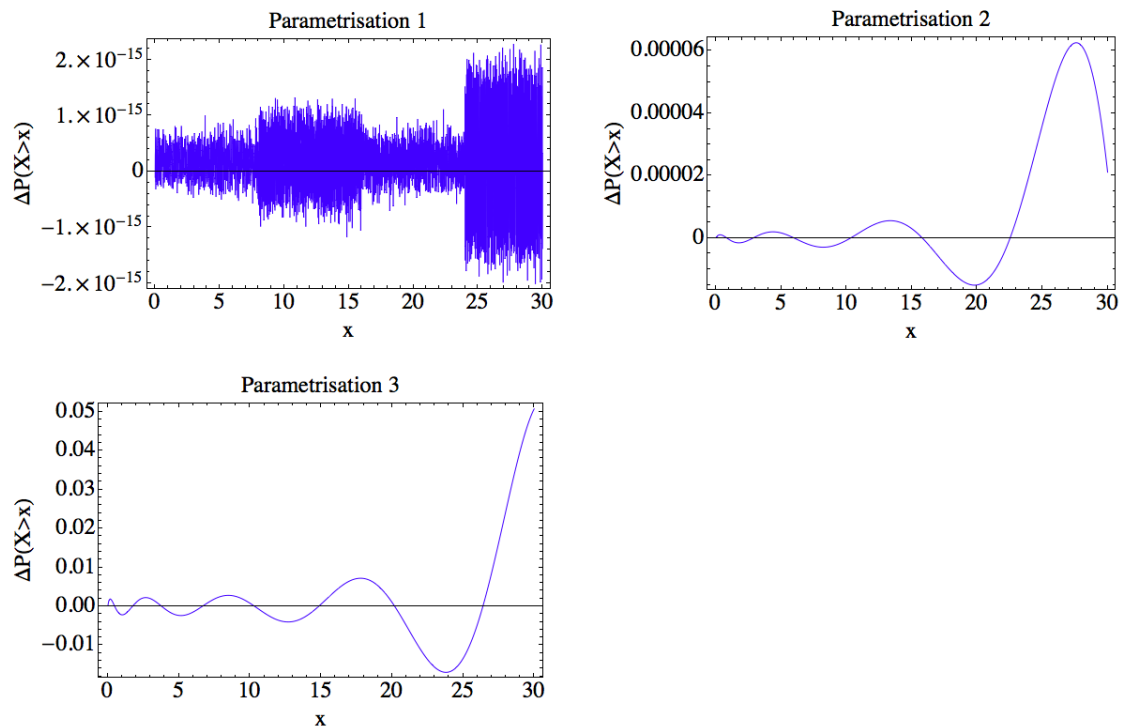 Parametrisation 1
ΔP(X>x)
2.×10⁻¹⁵
1.×10⁻¹⁵
0
−1.×10⁻¹⁵
−2.×10⁻¹⁵
0 5 10 15 20 25 30
x
Parametrisation 2
ΔP(X>x)
0.00006
0.00004
0.00002
0
0 5 10 15 20 25 30
x
Parametrisation 3
ΔP(X>x)
0.05
0.04
0.03
0.02
0.01
0.00
−0.01
0 5 10 15 20 25 30
x